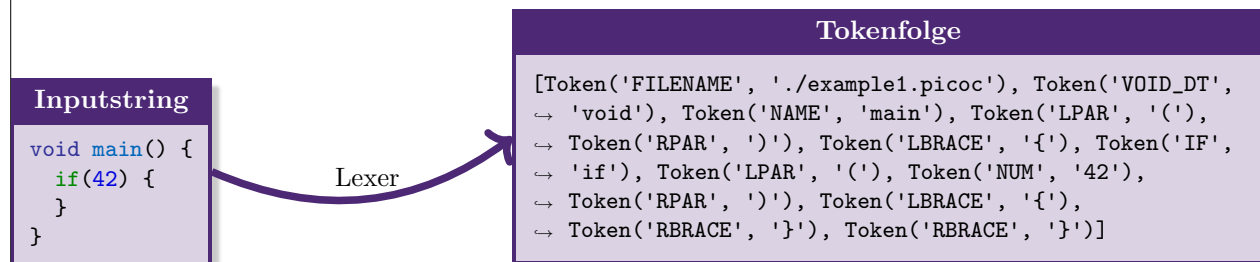 Inputstring
void main() {
  if(42) {
  }
}
Lexer
Tokenfolge
[Token('FILENAME', './example1.picoc'), Token('VOID_DT',
↪ 'void'), Token('NAME', 'main'), Token('LPAR', '('),
↪ Token('RPAR', ')'), Token('LBRACE', '{'), Token('IF',
↪ 'if'), Token('LPAR', '('), Token('NUM', '42'),
↪ Token('RPAR', ')'), Token('LBRACE', '{'),
↪ Token('RBRACE', '}'), Token('RBRACE', '}')]